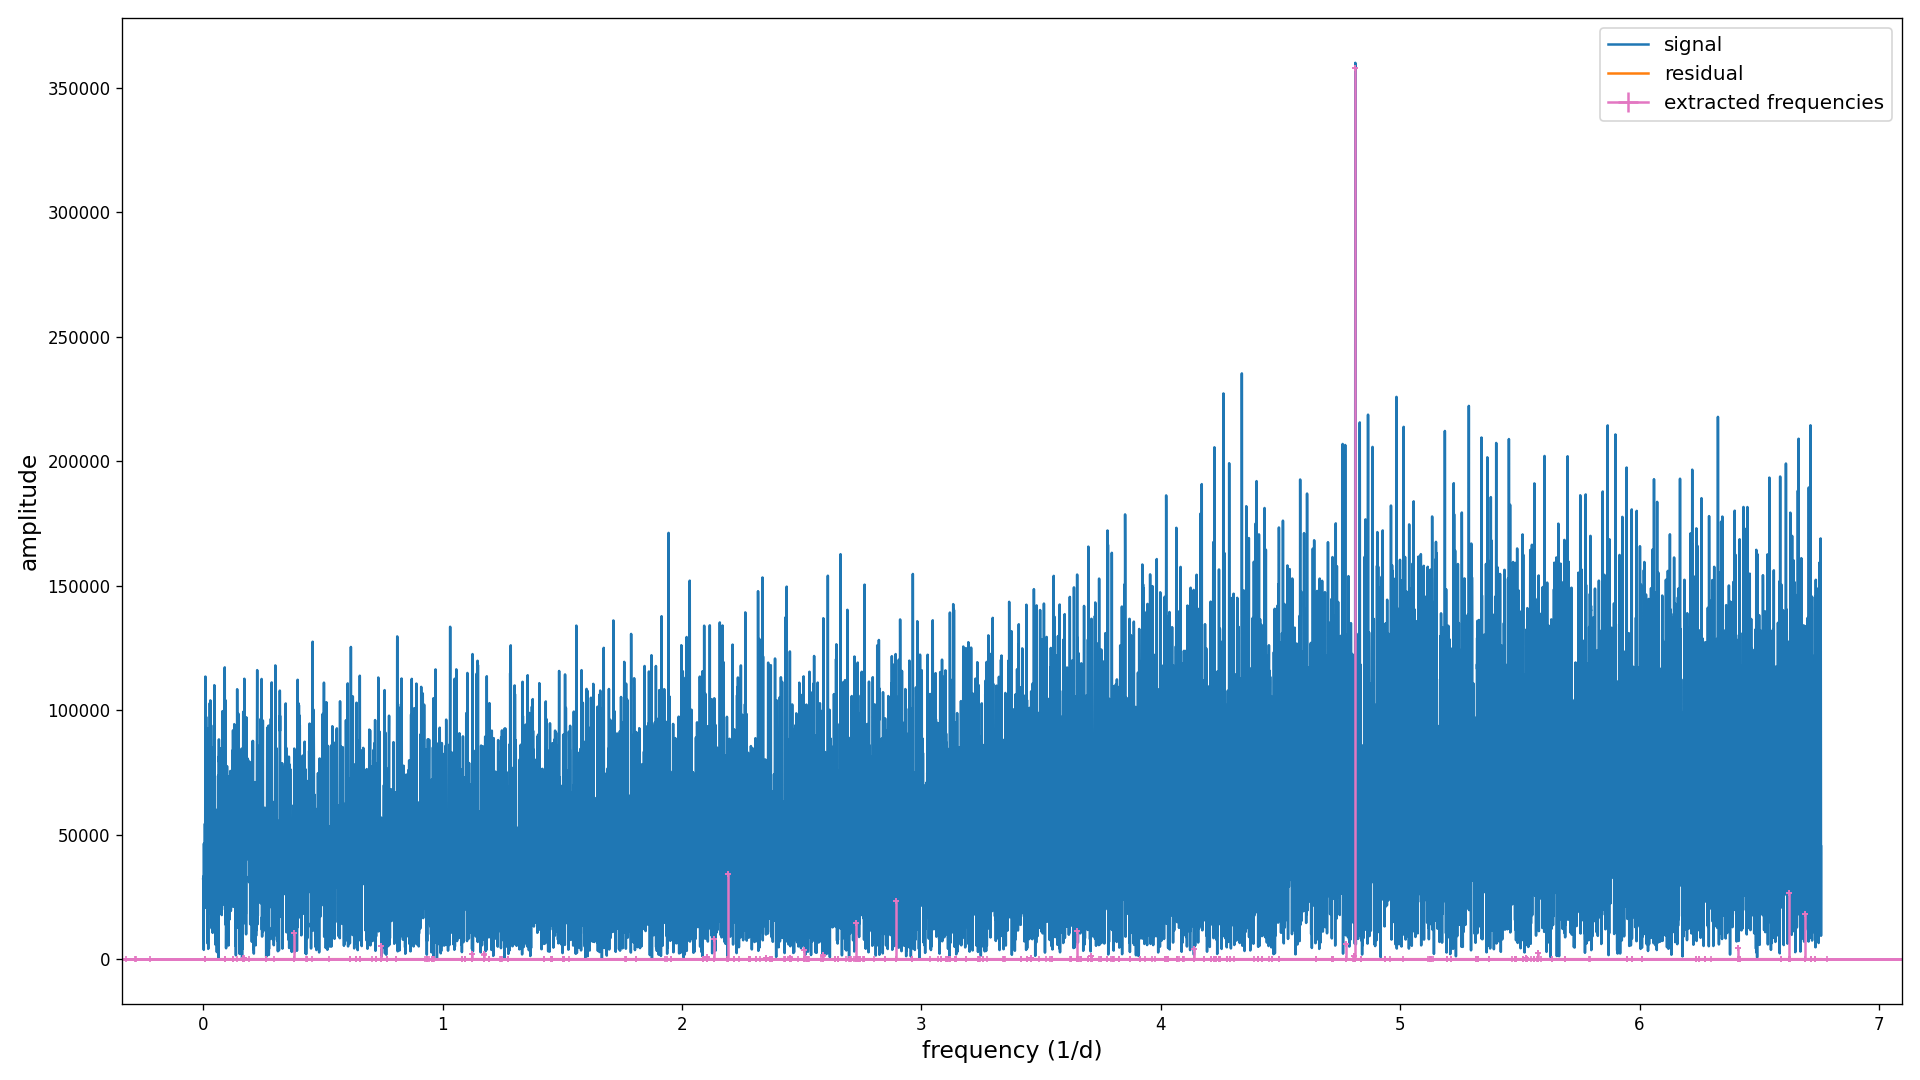 signal
residual
extracted frequencies
350000
300000
250000
200000
150000
100000
50000
0
amplitude
0 1 2 3 4 5 6 7
frequency (1/d)